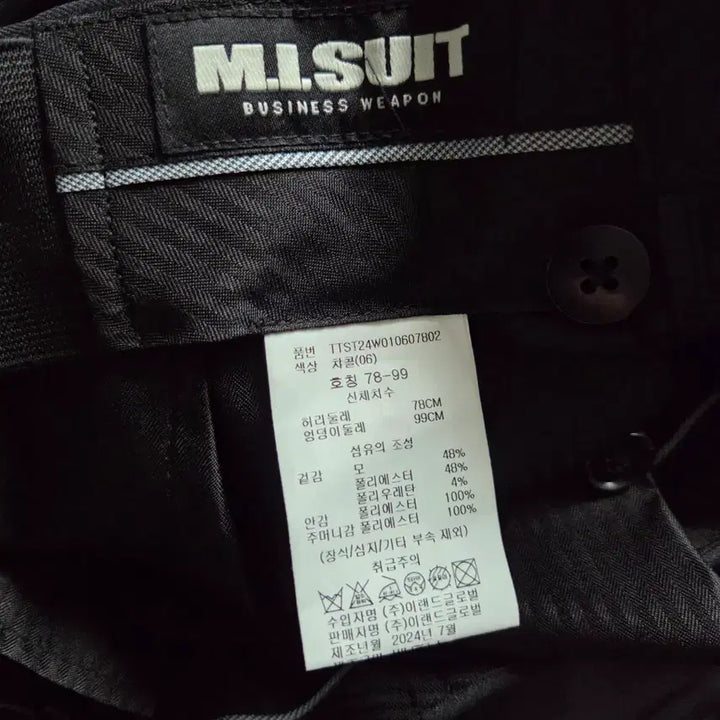 M.I.SUIT
BUSINESS WEAPON
품번 TTST24W010607802
색상 차콜(06)
호칭 78-99
신체치수
허리둘레 78CM
엉덩이둘레 99CM
섬유의 조성
겉감 모 48%
폴리에스터 48%
폴리우레탄 4%
안감 폴리에스터 100%
주머니감 폴리에스터 100%
(장식/심지/기타 부속 제외)
취급주의
수입자명 (주)이랜드글로벌
판매자명 (주)이랜드글로벌
제조년월 2024년 7월